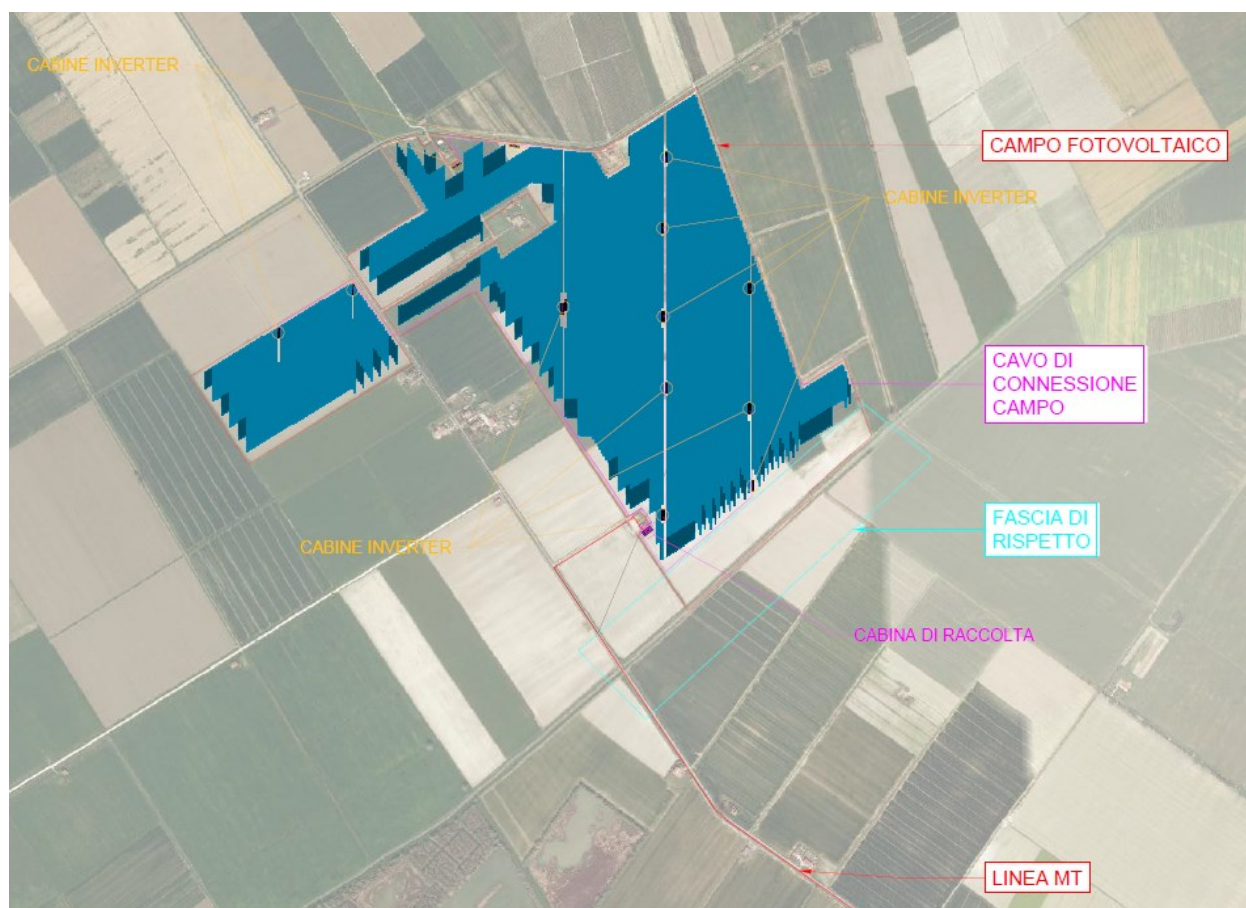 CABINE INVERTER
CAMPO FOTOVOLTAICO
CABINE INVERTER
CAVO DI
CONNESSIONE
CAMPO
FASCIA DI
RISPETTO
CABINE INVERTER
CABINA DI RACCOLTA
LINEA MT